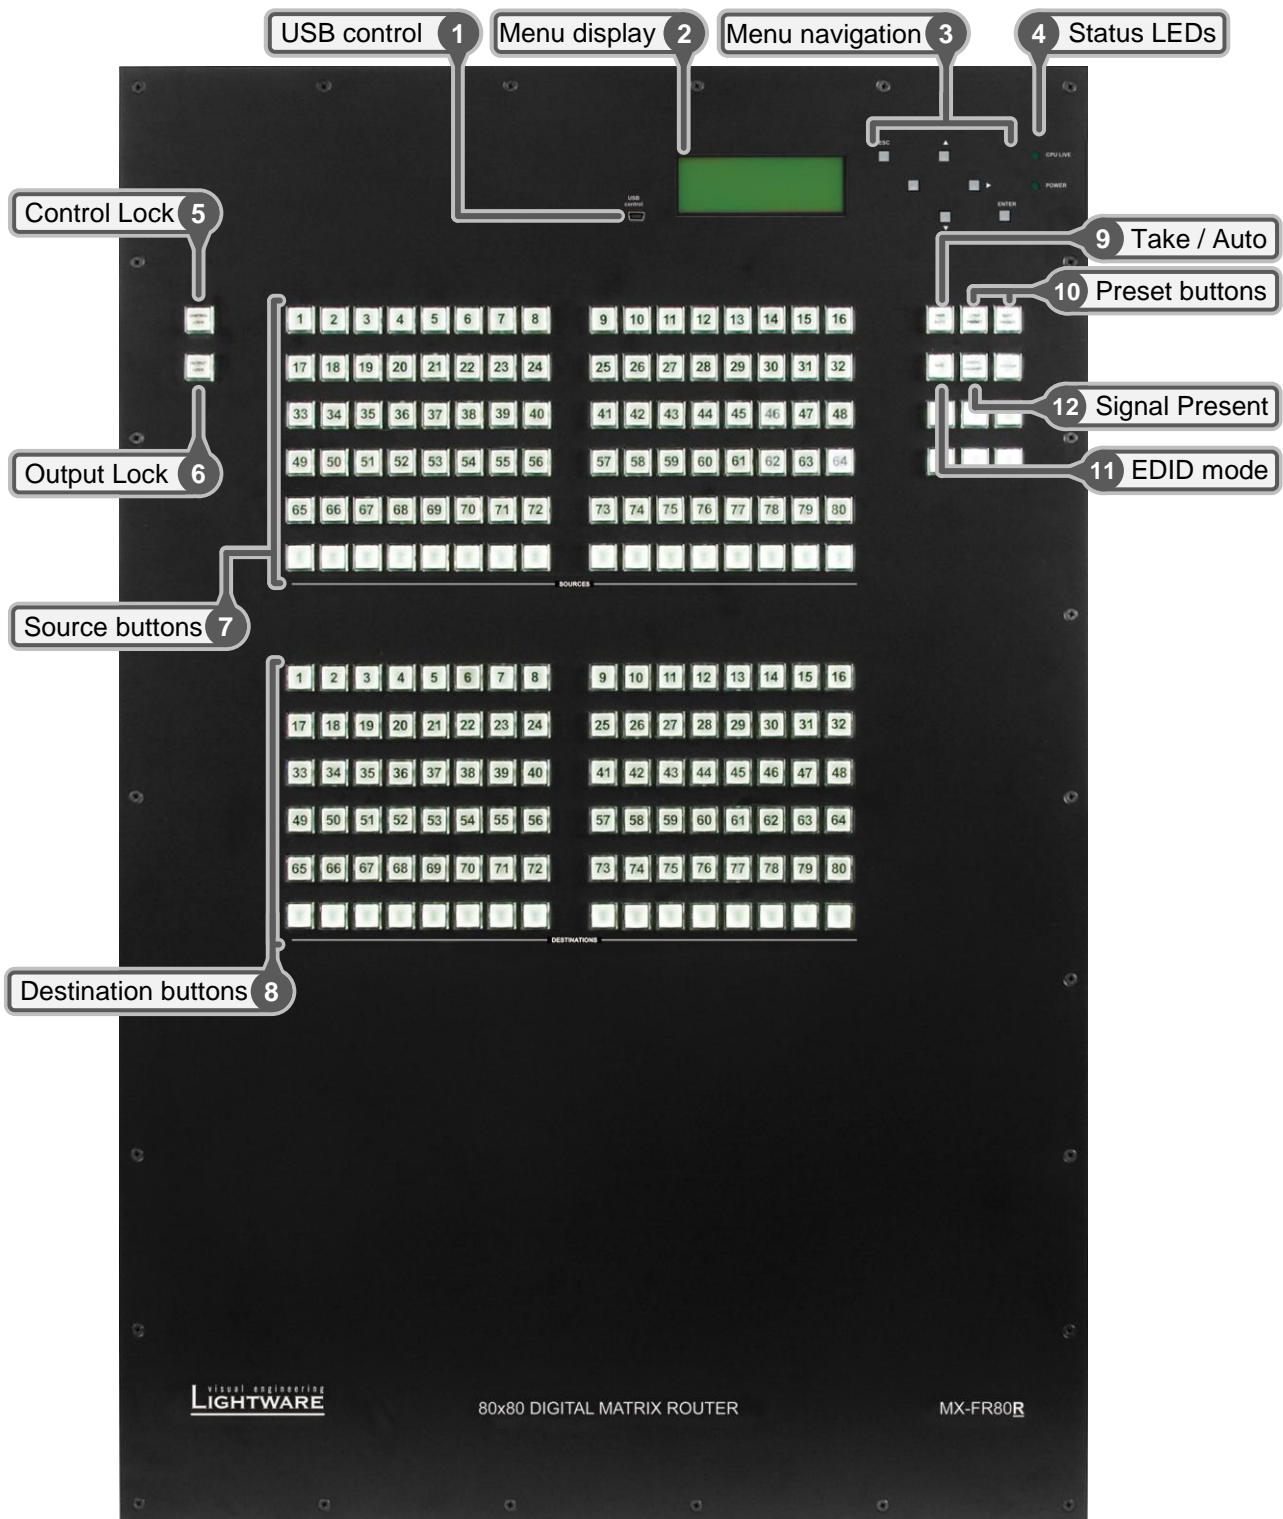 USB control 1
Menu display 2
Menu navigation 3
4 Status LEDs
ESC
CPU LIVE
POWER
USB
control
ENTER
Control Lock 5
9 Take / Auto
10 Preset buttons
CONTROL
LOCK
1 2 3 4 5 6 7 8 9 10 11 12 13 14 15 16
OUTPUT
LOCK
17 18 19 20 21 22 23 24 25 26 27 28 29 30 31 32
33 34 35 36 37 38 39 40 41 42 43 44 45 46 47 48
12 Signal Present
Output Lock 6
49 50 51 52 53 54 55 56 57 58 59 60 61 62 63 64
11 EDID mode
65 66 67 68 69 70 71 72 73 74 75 76 77 78 79 80
SOURCES
Source buttons 7
1 2 3 4 5 6 7 8 9 10 11 12 13 14 15 16
17 18 19 20 21 22 23 24 25 26 27 28 29 30 31 32
33 34 35 36 37 38 39 40 41 42 43 44 45 46 47 48
49 50 51 52 53 54 55 56 57 58 59 60 61 62 63 64
65 66 67 68 69 70 71 72 73 74 75 76 77 78 79 80
DESTINATIONS
Destination buttons 8
visual engineering
LIGHTWARE
80x80 DIGITAL MATRIX ROUTER
MX-FR80R